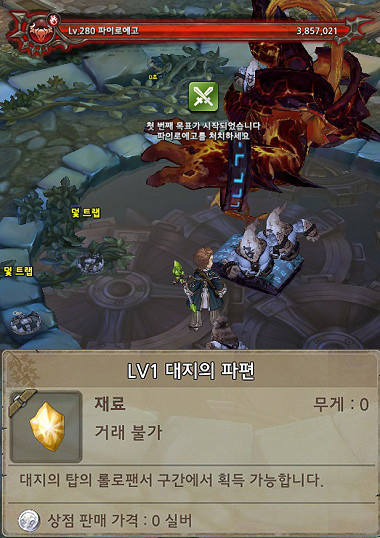 Lv.280 파이로에고 3,857,021
0초
첫 번째 목표가 시작되었습니다
파이로에고를 처치하세요
덫 트랩
덫 트랩
LV1 대지의 파편
재료 무게 : 0
거래 불가
대지의 탑의 롤로팬서 구간에서 획득 가능합니다.
상점 판매 가격 : 0 실버